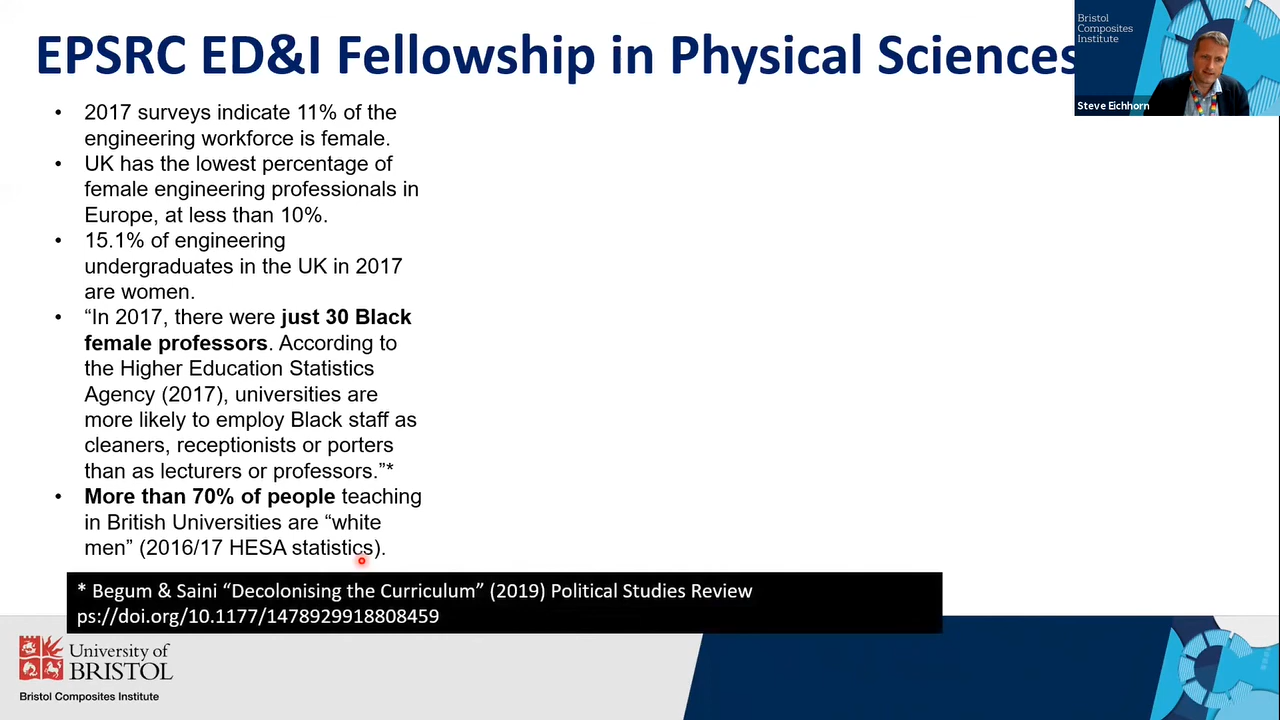 EPSRC ED&I Fellowship in Physical Sciences
Bristol
Composites
Institute
Steve Eichhorn
• 2017 surveys indicate 11% of the
engineering workforce is female.
• UK has the lowest percentage of
female engineering professionals in
Europe, at less than 10%.
• 15.1% of engineering
undergraduates in the UK in 2017
are women.
• “In 2017, there were just 30 Black
female professors. According to
the Higher Education Statistics
Agency (2017), universities are
more likely to employ Black staff as
cleaners, receptionists or porters
than as lecturers or professors.”*
• More than 70% of people teaching
in British Universities are “white
men” (2016/17 HESA statistics).
* Begum & Saini “Decolonising the Curriculum” (2019) Political Studies Review
ps://doi.org/10.1177/1478929918808459
University of
BRISTOL
Bristol Composites Institute